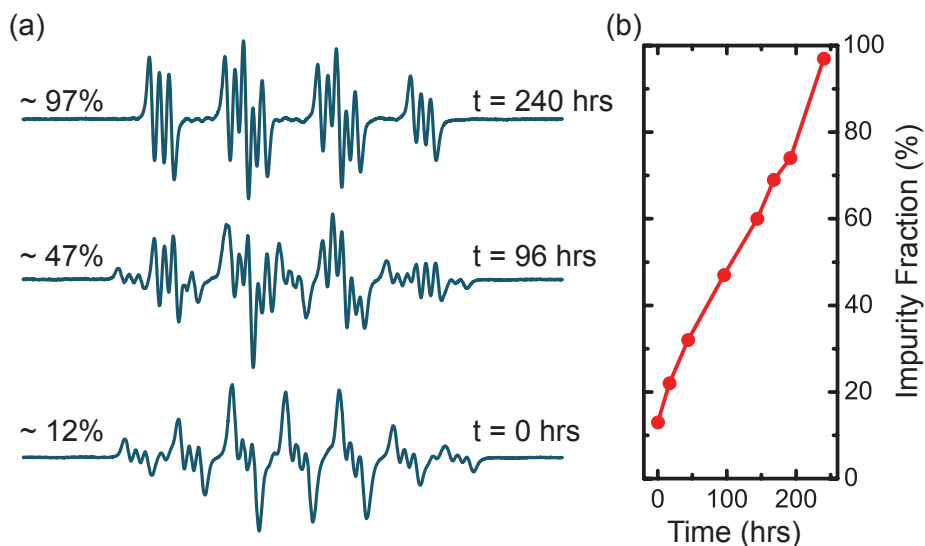 (a)
~ 97%
t = 240 hrs
~ 47%
t = 96 hrs
~ 12%
t = 0 hrs
(b)
100
80
60
40
20
0
Impurity Fraction (%)
0 100 200
Time (hrs)